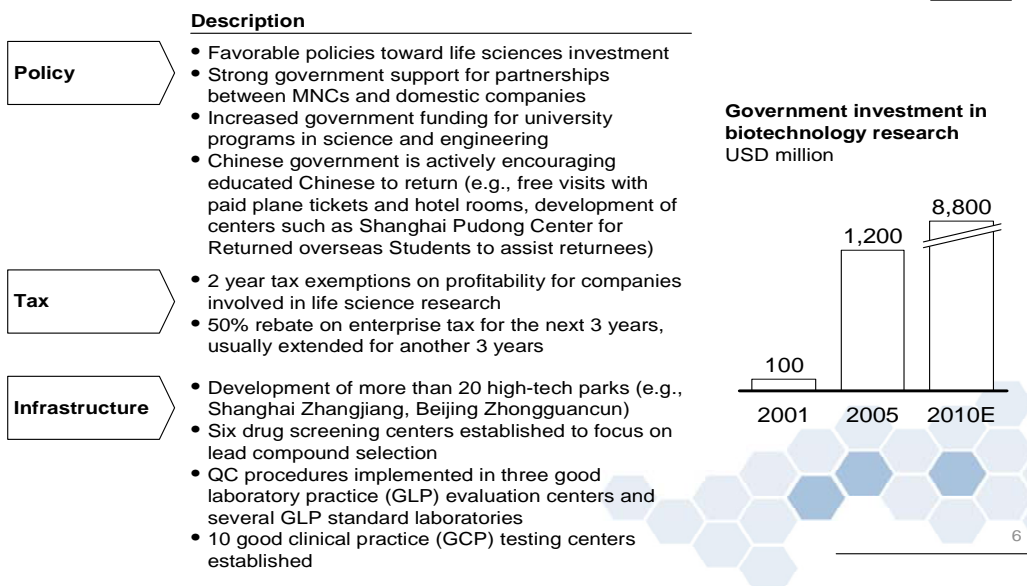 Description
Policy
• Favorable policies toward life sciences investment
• Strong government support for partnerships
between MNCs and domestic companies
• Increased government funding for university
programs in science and engineering
• Chinese government is actively encouraging
educated Chinese to return (e.g., free visits with
paid plane tickets and hotel rooms, development of
centers such as Shanghai Pudong Center for
Returned overseas Students to assist returnees)
Tax
• 2 year tax exemptions on profitability for companies
involved in life science research
• 50% rebate on enterprise tax for the next 3 years,
usually extended for another 3 years
Infrastructure
• Development of more than 20 high-tech parks (e.g.,
Shanghai Zhangjiang, Beijing Zhongguancun)
• Six drug screening centers established to focus on
lead compound selection
• QC procedures implemented in three good
laboratory practice (GLP) evaluation centers and
several GLP standard laboratories
• 10 good clinical practice (GCP) testing centers
established
Government investment in
biotechnology research
USD million
8,800
1,200
100
2001 2005 2010E
6